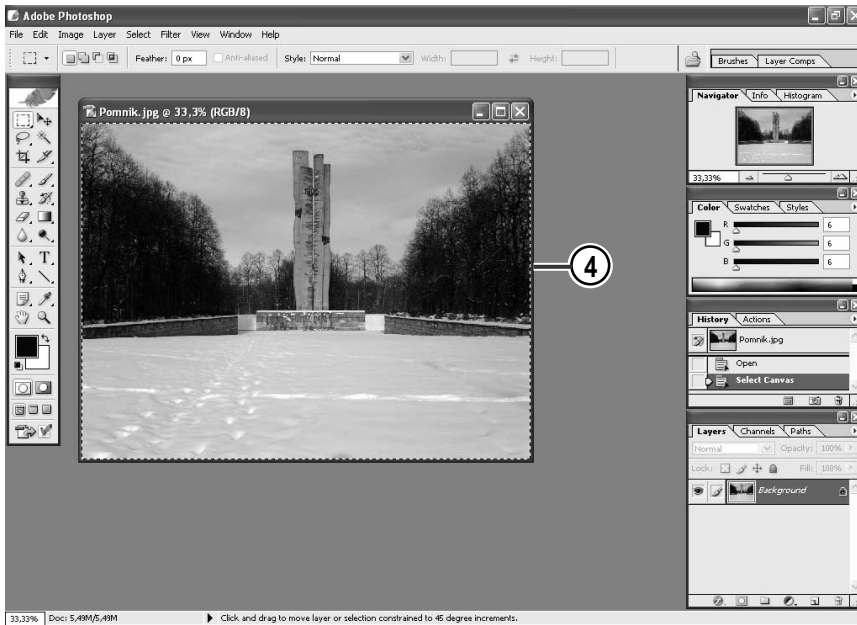 Adobe Photoshop
File Edit Image Layer Select Filter View Window Help
Feather: 0 px Anti-aliased Style: Normal Width: Height: Brushes Layer Comps
Pomnik.jpg @ 33,3% (RGB/8)
4
Navigator Info Histogram
33,33%
Color Swatches Styles
R 6
G 6
B 6
History Actions
Pomnik.jpg
Open
Select Canvas
Layers Channels Paths
Normal Opacity: 100%
Lock: Fill: 100%
Background
33,33% Doc: 5,49M/5,49M Click and drag to move layer or selection constrained to 45 degree increments.